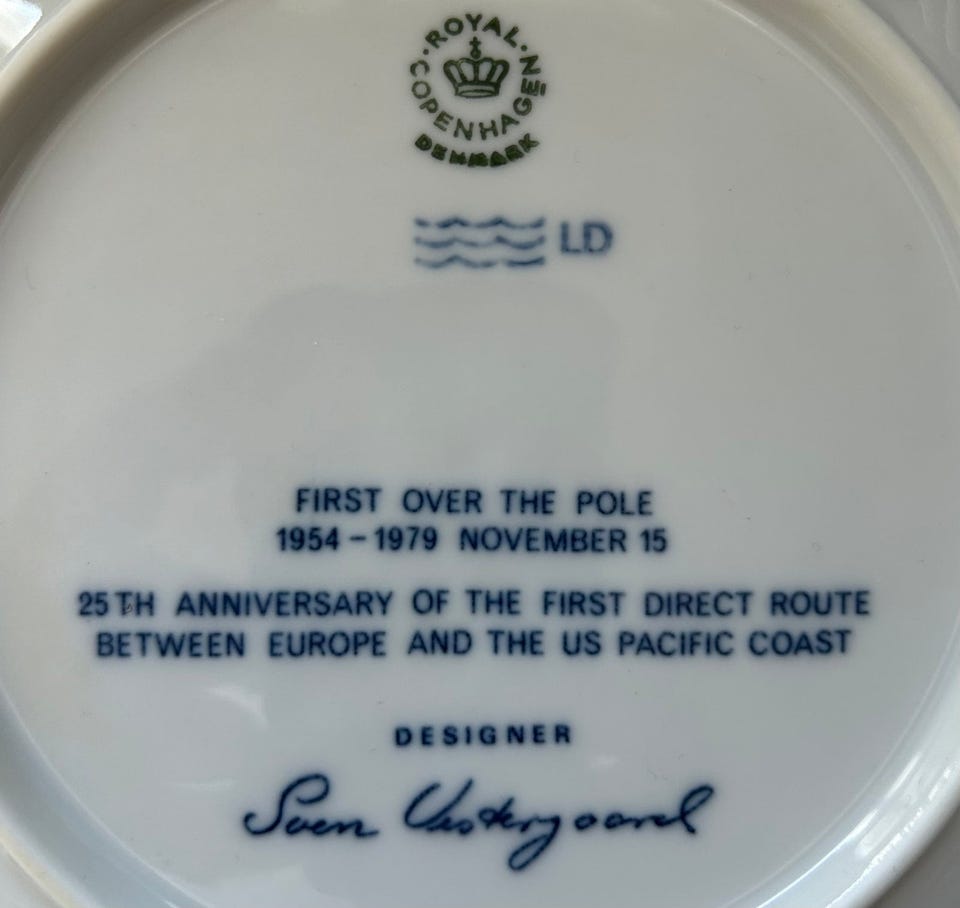 ROYAL · COPENHAGEN
DENMARK
LD
FIRST OVER THE POLE
1954 – 1979 NOVEMBER 15
25TH ANNIVERSARY OF THE FIRST DIRECT ROUTE
BETWEEN EUROPE AND THE US PACIFIC COAST
DESIGNER
Sven Vestergaard